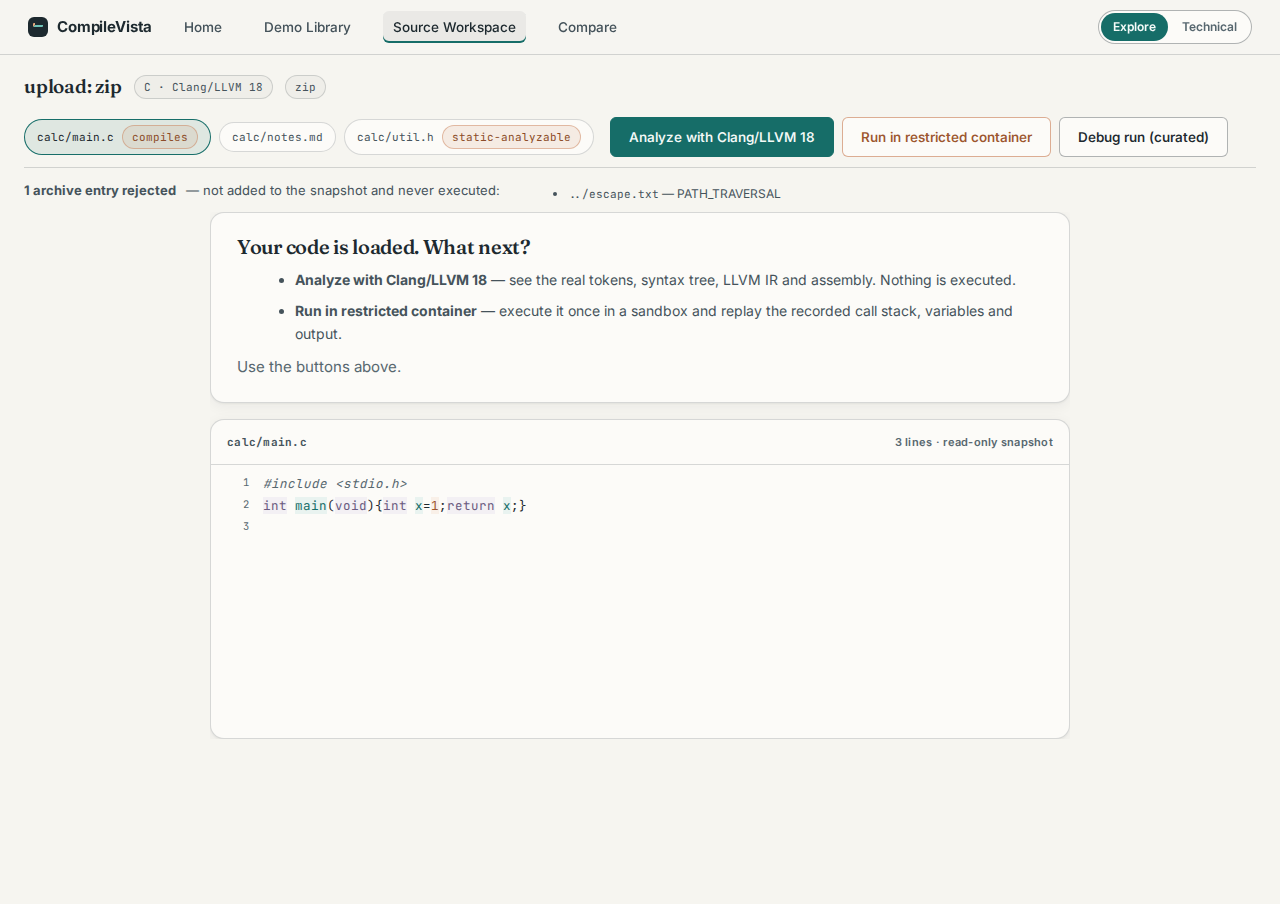 CompileVista Home Demo Library Source Workspace Compare Explore Technical
upload: zip C · Clang/LLVM 18 zip
calc/main.c compiles calc/notes.md calc/util.h static-analyzable Analyze with Clang/LLVM 18 Run in restricted container Debug run (curated)
1 archive entry rejected — not added to the snapshot and never executed: • ../escape.txt — PATH_TRAVERSAL
Your code is loaded. What next?
• Analyze with Clang/LLVM 18 — see the real tokens, syntax tree, LLVM IR and assembly. Nothing is executed.
• Run in restricted container — execute it once in a sandbox and replay the recorded call stack, variables and
output.
Use the buttons above.
calc/main.c 3 lines · read-only snapshot
1 #include <stdio.h>
2 int main(void){int x=1;return x;}
3